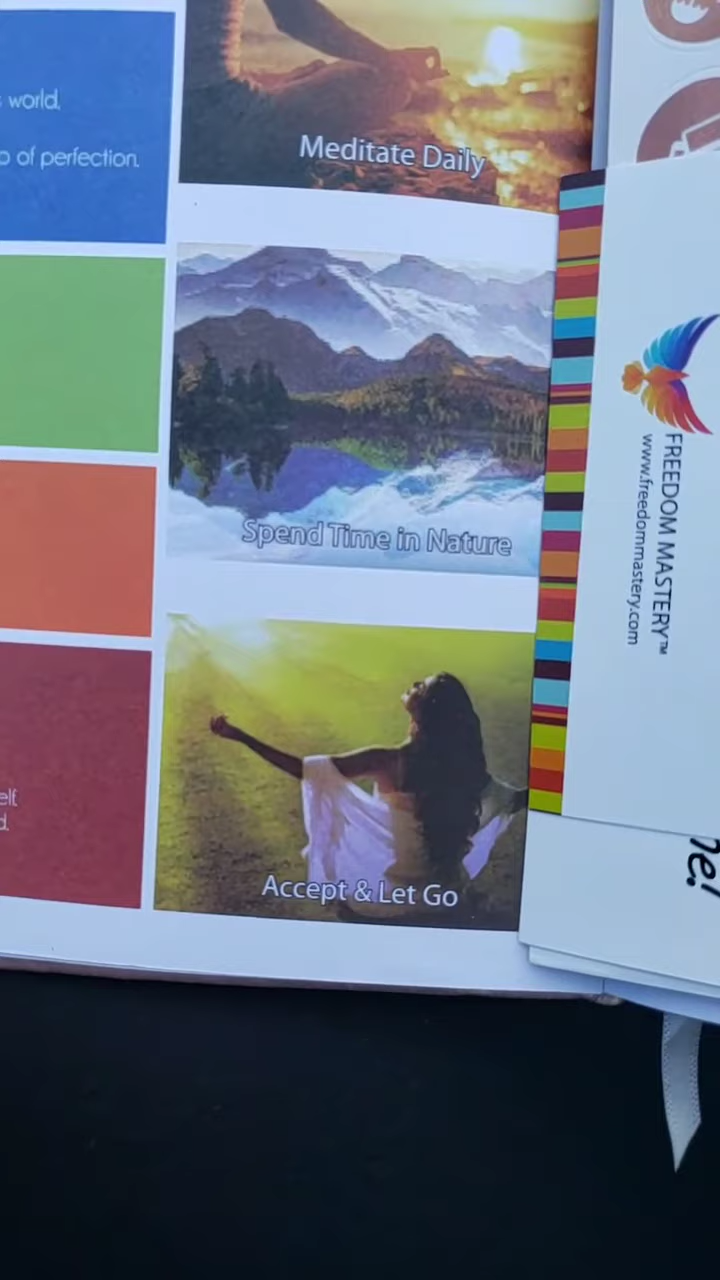 world,
of perfection.
Meditate Daily
Spend Time in Nature
Accept & Let Go
FREEDOM MASTERY™
www.freedommastery.com